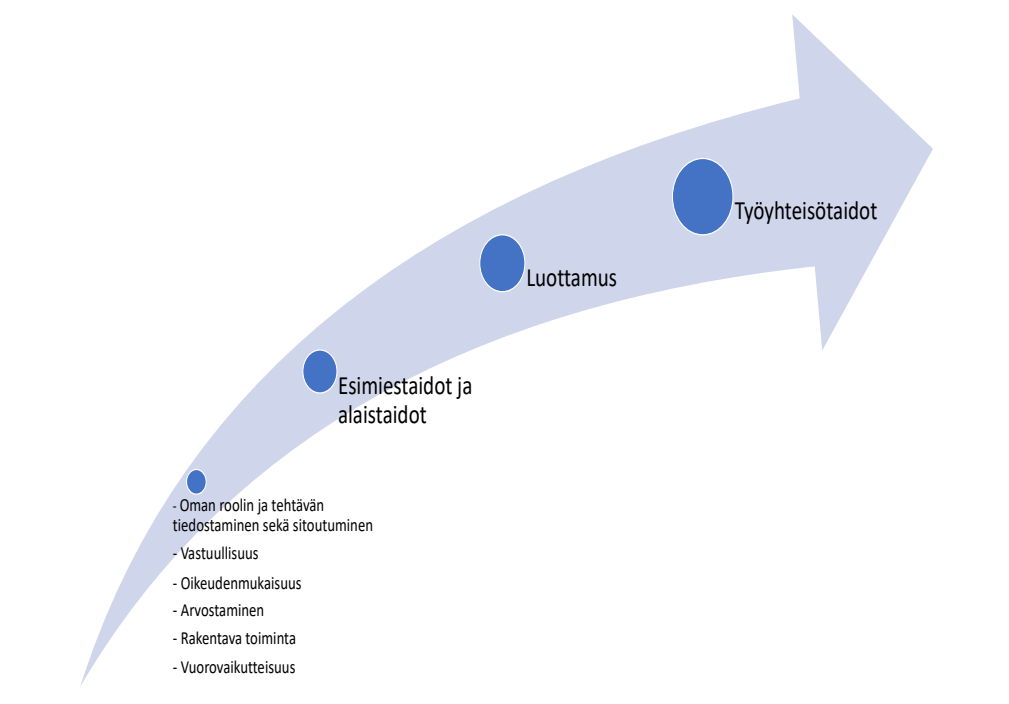 Työyhteisötaidot
Luottamus
Esimiestaidot ja
alaistaidot
- Oman roolin ja tehtävän
tiedostaminen sekä sitoutuminen
- Vastuullisuus
- Oikeudenmukaisuus
- Arvostaminen
- Rakentava toiminta
- Vuorovaikutteisuus